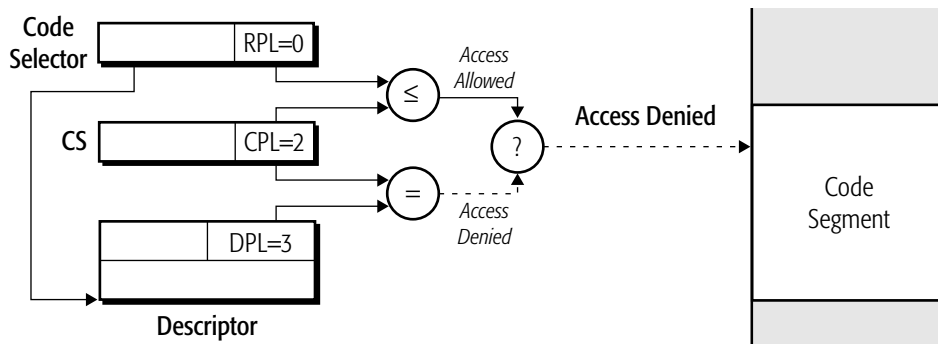 Code
Selector
RPL=0
Access
Allowed
≤
CS
CPL=2
?
Access Denied
=
Access
Denied
DPL=3
Code
Segment
Descriptor